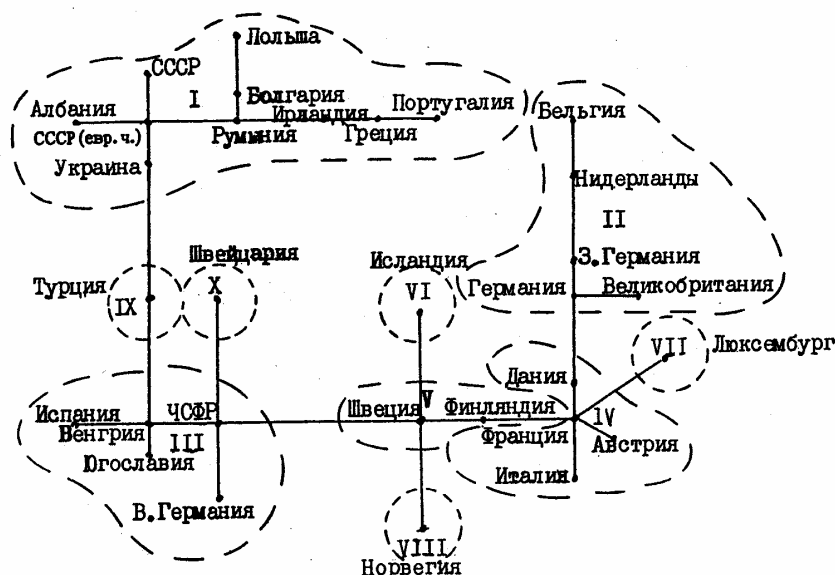 Польша
СССР
I
Болгария
Албания
Ирландия
Португалия
Бельгия
СССР (евр.ч.)
Румыния
Греция
Украина
Нидерланды
II
Швейцария
Исландия
З. Германия
Турция
IX
X
VI
Германия
Великобритания
VII
Люксембург
Дания
Испания
ЧСФР
Швеция
V
Финляндия
IV
Венгрия
III
Франция
Австрия
Югославия
Италия
В. Германия
VIII
Норвегия